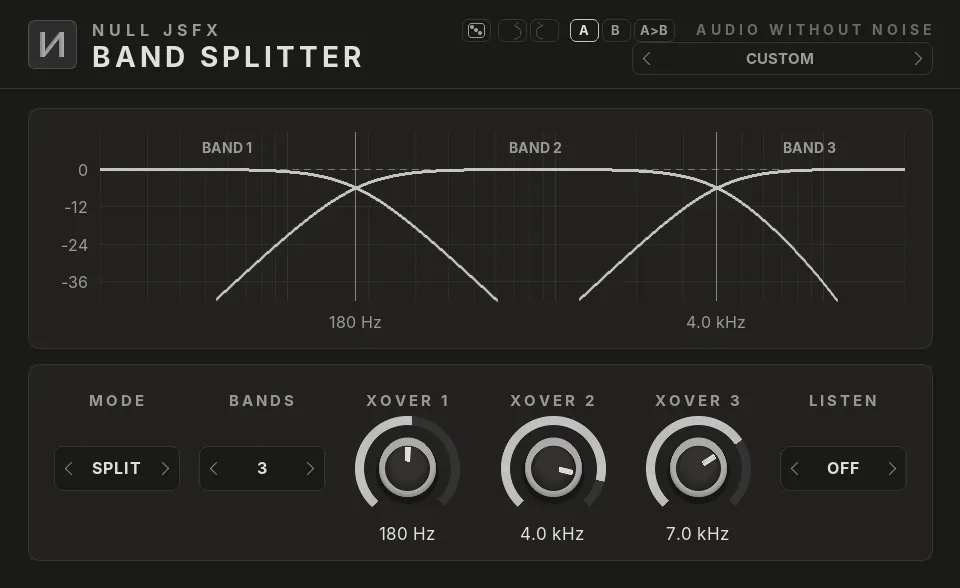 NULL JSFX
BAND SPLITTER
A B A>B
AUDIO WITHOUT NOISE
CUSTOM
BAND 1 BAND 2 BAND 3
0
-12
-24
-36
180 Hz 4.0 kHz
MODE BANDS XOVER 1 XOVER 2 XOVER 3 LISTEN
SPLIT 3 OFF
180 Hz 4.0 kHz 7.0 kHz